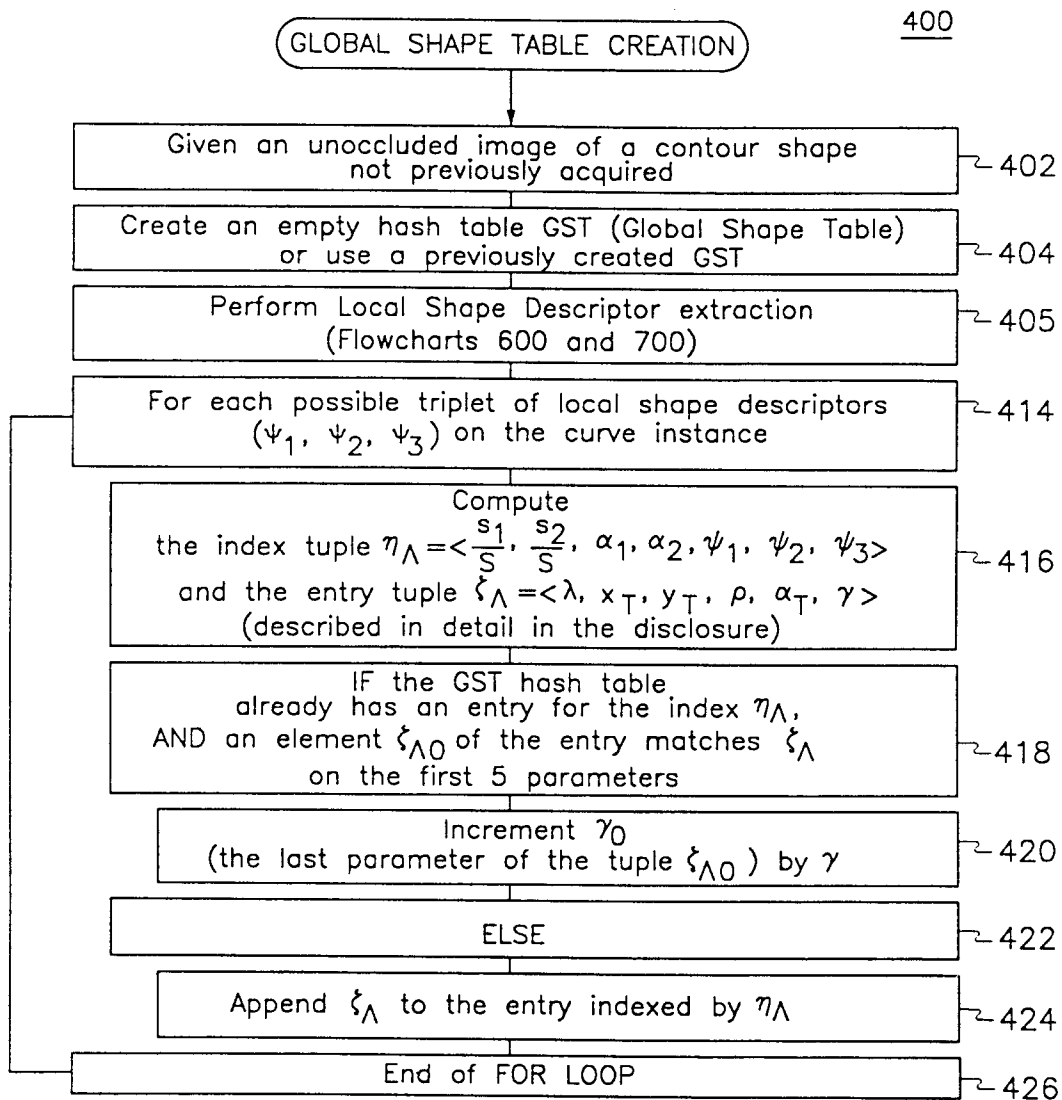 400
GLOBAL SHAPE TABLE CREATION
Given an unoccluded image of a contour shape
not previously acquired
402
Create an empty hash table GST (Global Shape Table)
or use a previously created GST
404
Perform Local Shape Descriptor extraction
(Flowcharts 600 and 700)
405
For each possible triplet of local shape descriptors
(ψ1, ψ2, ψ3) on the curve instance
414
Compute
the index tuple ηΛ=<s1/S, s2/S, α1, α2, ψ1, ψ2, ψ3>
and the entry tuple ζΛ=<λ, xT, yT, ρ, αT, γ>
(described in detail in the disclosure)
416
IF the GST hash table
already has an entry for the index ηΛ,
AND an element ζΛ0 of the entry matches ζΛ
on the first 5 parameters
418
Increment γ0
(the last parameter of the tuple ζΛ0) by γ
420
ELSE
422
Append ζΛ to the entry indexed by ηΛ
424
End of FOR LOOP
426